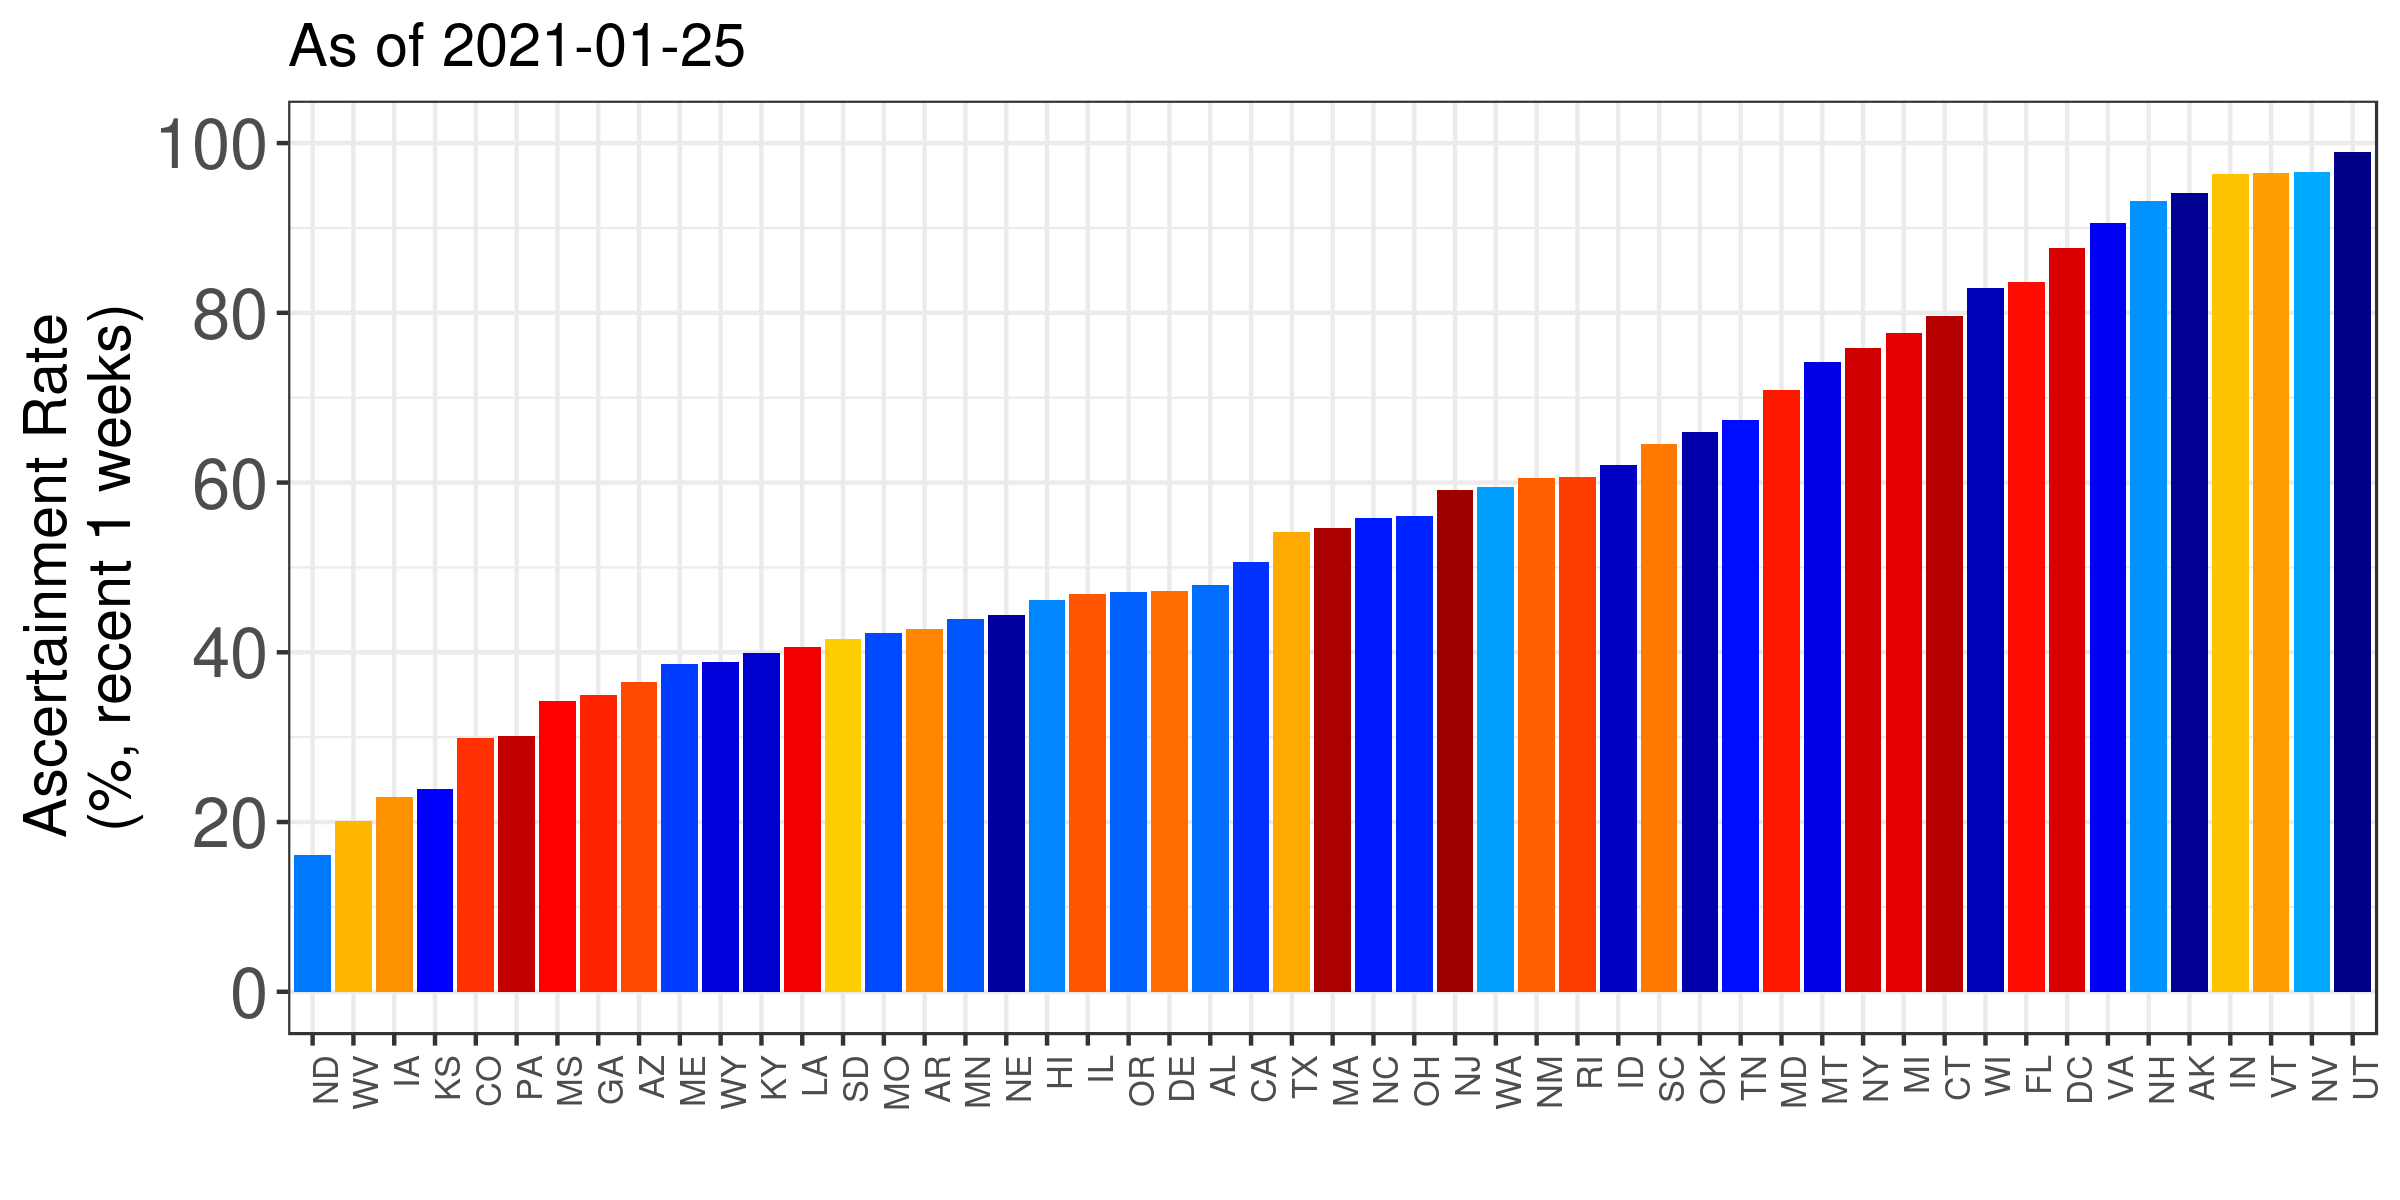 As of 2021-01-25
Ascertainment Rate
(%, recent 1 weeks)
100
80
60
40
20
0
ND WV IA KS CO PA MS GA AZ ME WY KY LA SD MO AR MN NE HI IL OR DE AL CA TX MA NC OH NJ WA NM RI ID SC OK TN MD MT NY MI CT WI FL DC VA NH AK IN VT NV UT